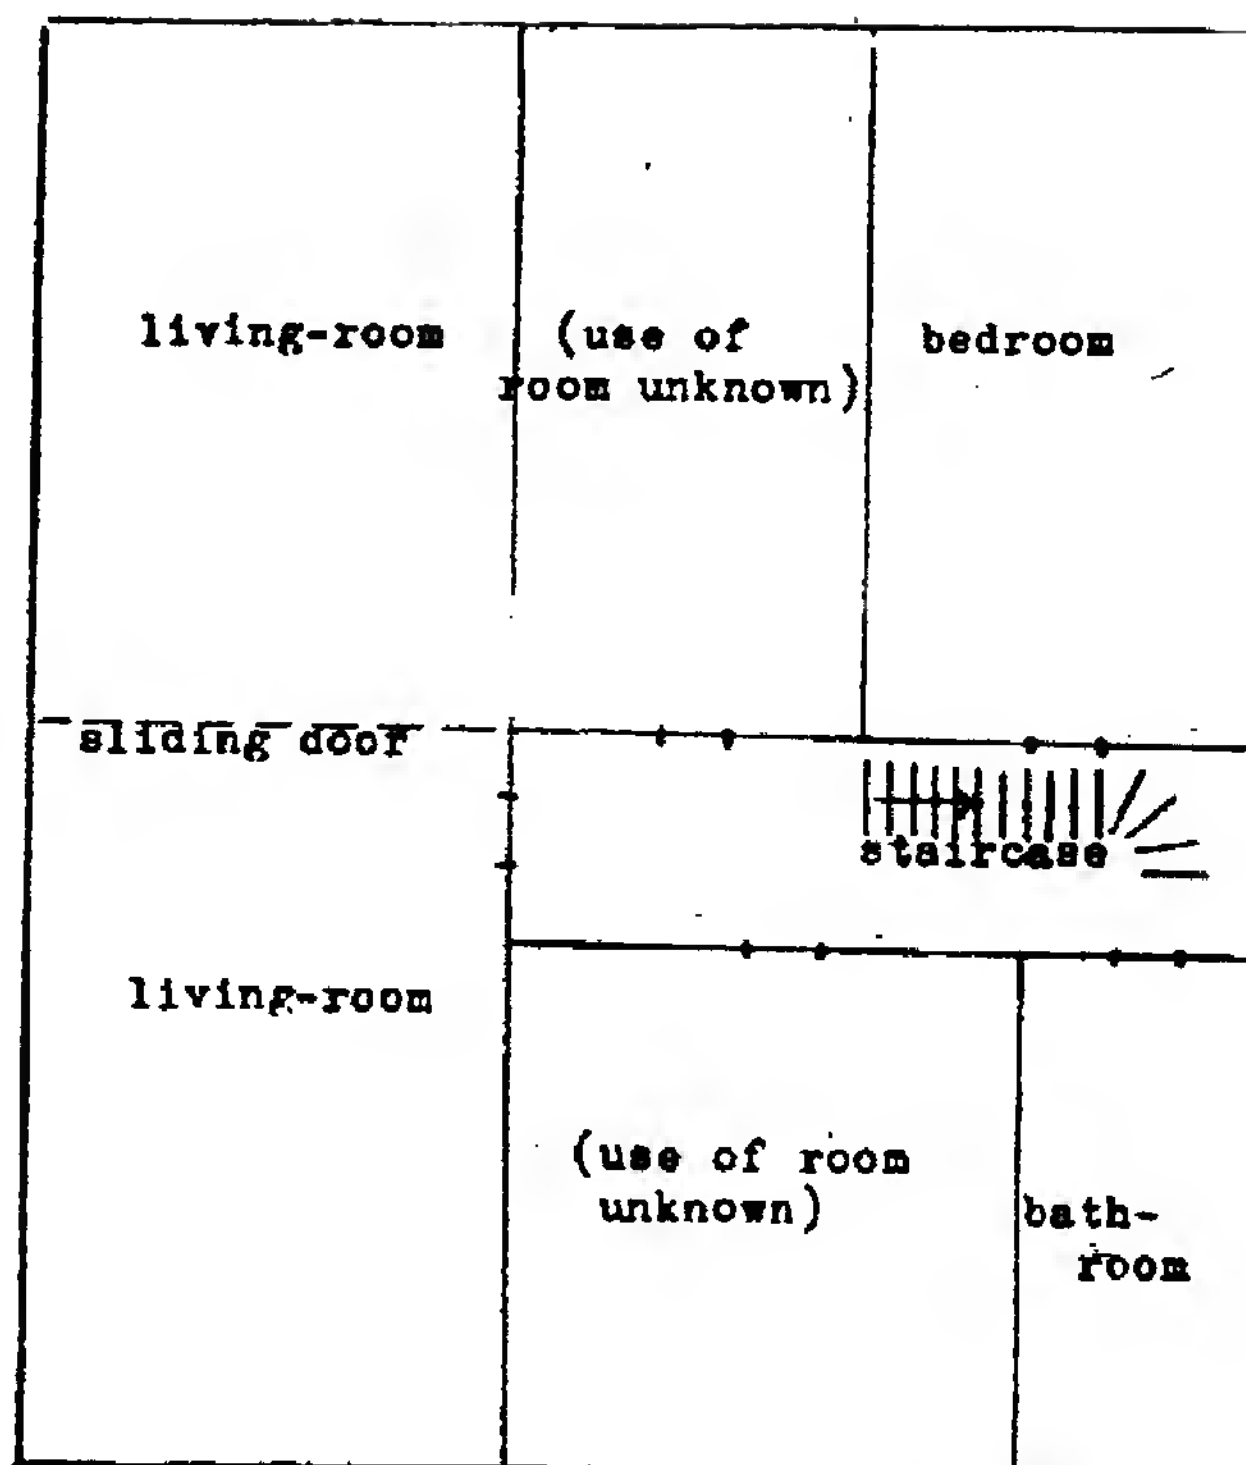 living-room
(use of
room unknown)
bedroom
sliding door
staircase
living-room
(use of room
unknown)
bath-
room